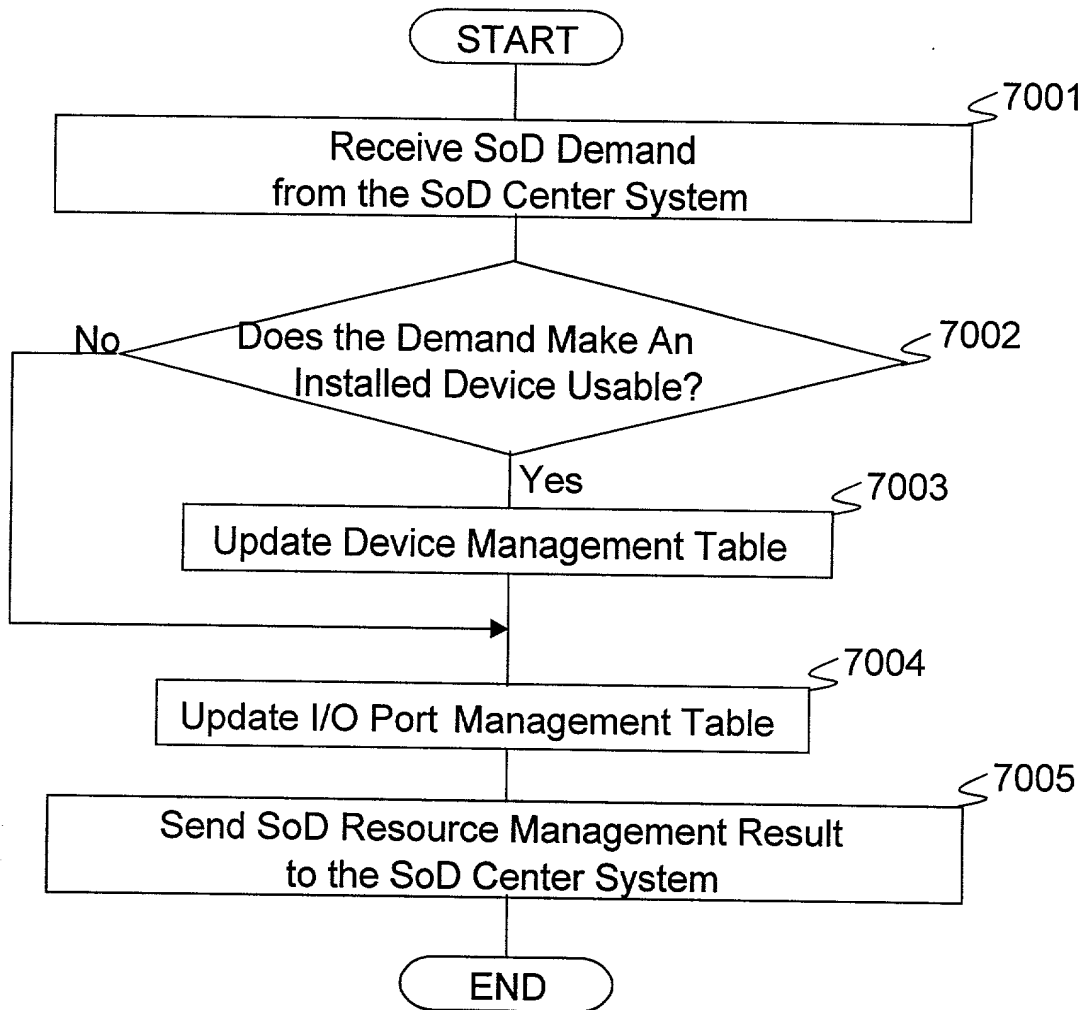 START
7001
Receive SoD Demand
from the SoD Center System
No
Does the Demand Make An
Installed Device Usable?
7002
Yes
7003
Update Device Management Table
7004
Update I/O Port Management Table
7005
Send SoD Resource Management Result
to the SoD Center System
END